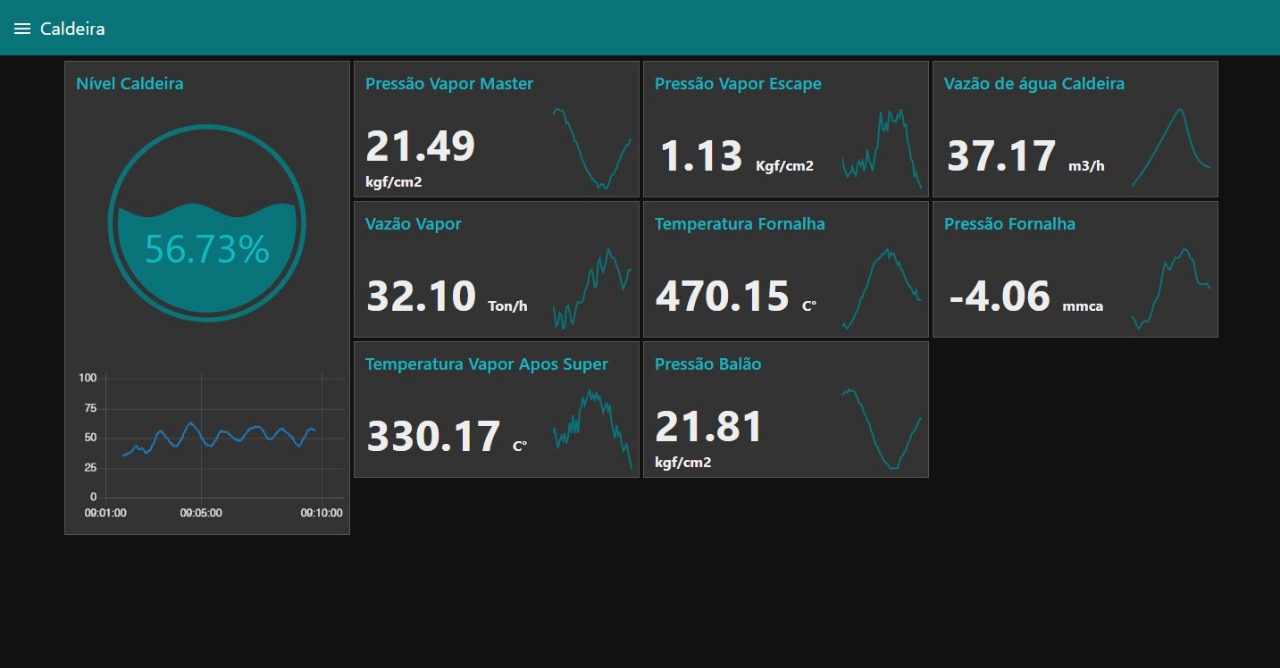 Caldeira
Nível Caldeira
56.73%
100
75
50
25
0
09:01:00 09:05:00 09:10:00
Pressão Vapor Master
21.49
kgf/cm2
Pressão Vapor Escape
1.13 Kgf/cm2
Vazão de água Caldeira
37.17 m3/h
Vazão Vapor
32.10 Ton/h
Temperatura Fornalha
470.15 C°
Pressão Fornalha
-4.06 mmca
Temperatura Vapor Apos Super
330.17 C°
Pressão Balão
21.81
kgf/cm2